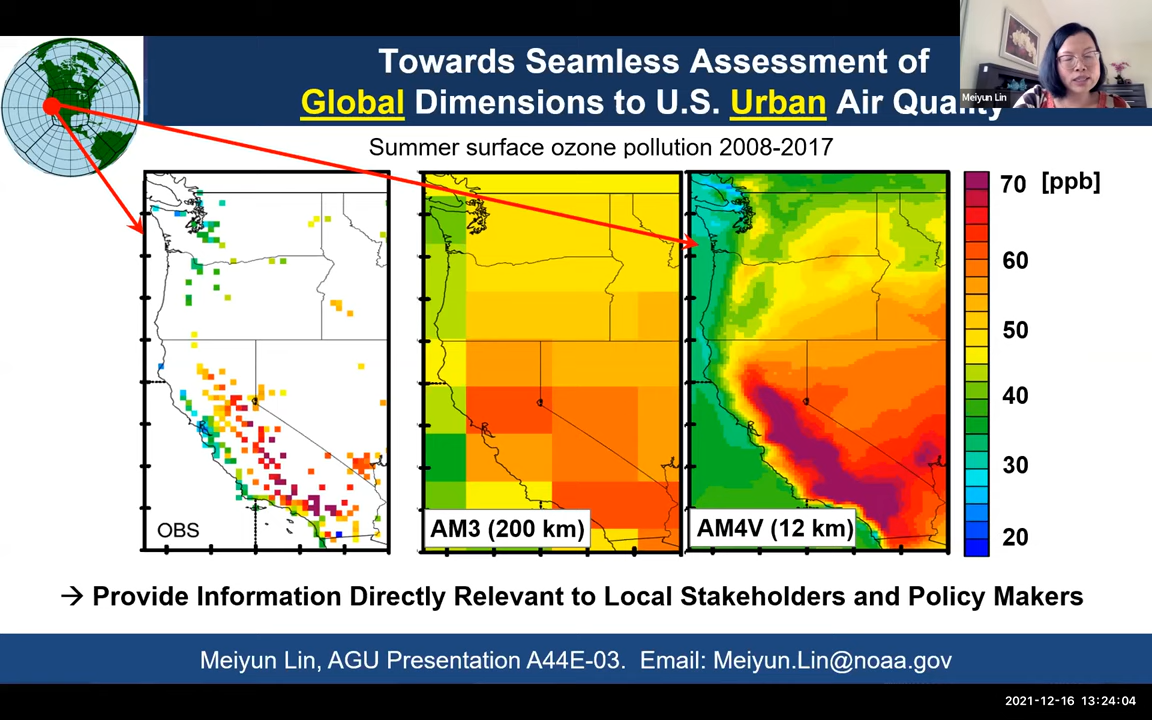 Towards Seamless Assessment of
Global Dimensions to U.S. Urban Air Quality
Meiyun Lin
Summer surface ozone pollution 2008-2017
70 [ppb]
60
50
40
30
20
OBS
AM3 (200 km)
AM4V (12 km)
→ Provide Information Directly Relevant to Local Stakeholders and Policy Makers
Meiyun Lin, AGU Presentation A44E-03. Email: Meiyun.Lin@noaa.gov
2021-12-16 13:24:04